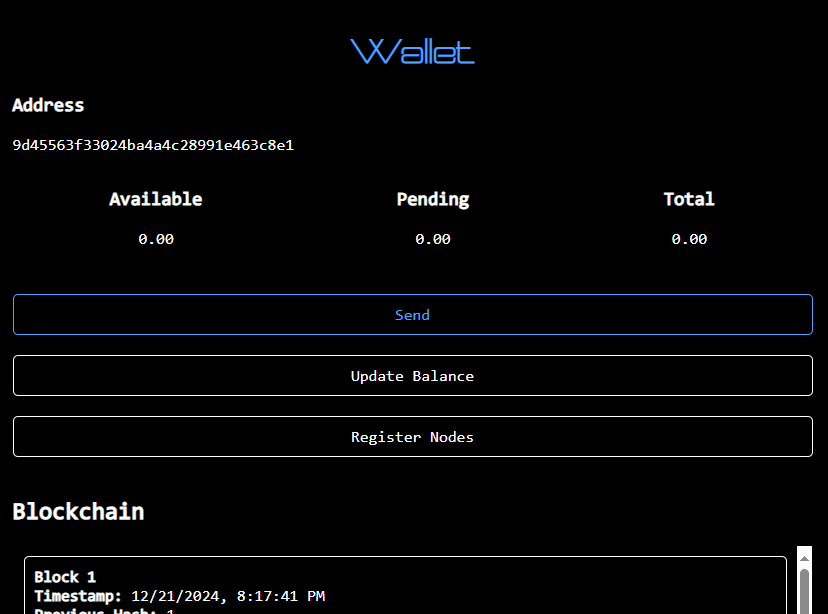 Wallet
Address
9d45563f33024ba4a4c28991e463c8e1
Available Pending Total
0.00 0.00 0.00
Send
Update Balance
Register Nodes
Blockchain
Block 1
Timestamp: 12/21/2024, 8:17:41 PM
Previous Hash: 1